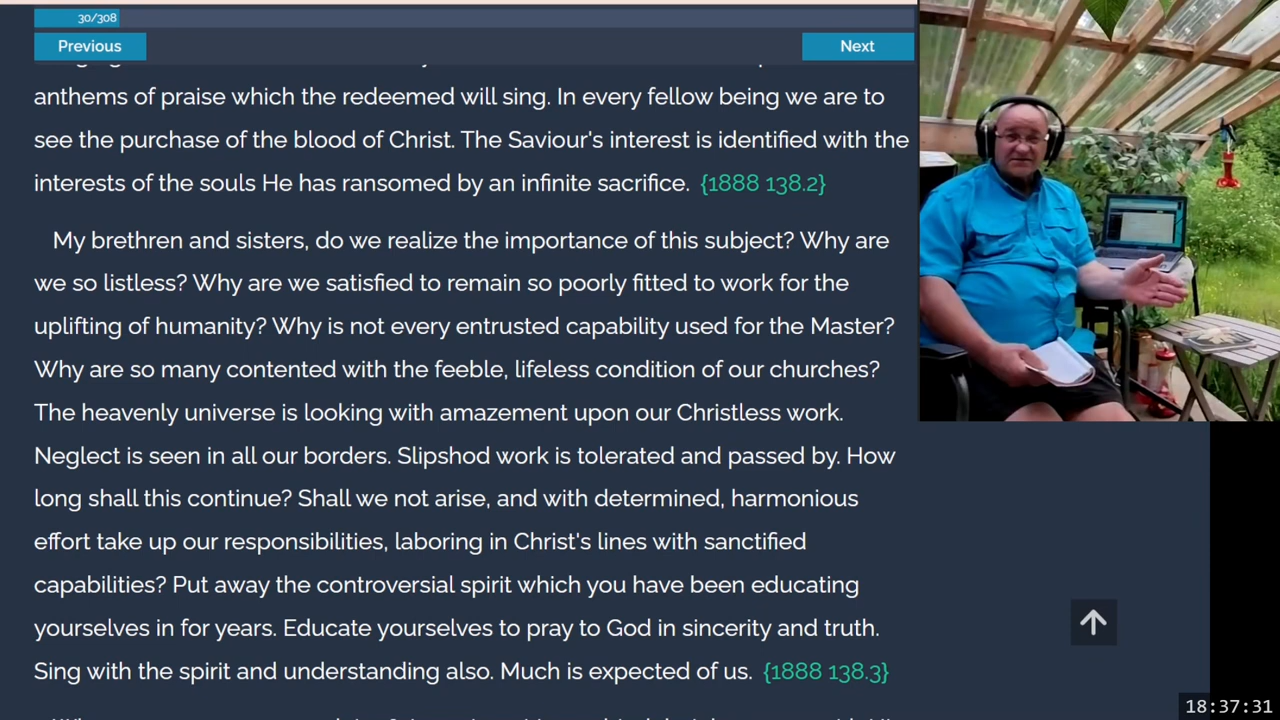 30/308
Previous
Next
anthems of praise which the redeemed will sing. In every fellow being we are to
see the purchase of the blood of Christ. The Saviour's interest is identified with the
interests of the souls He has ransomed by an infinite sacrifice. {1888 138.2}
My brethren and sisters, do we realize the importance of this subject? Why are
we so listless? Why are we satisfied to remain so poorly fitted to work for the
uplifting of humanity? Why is not every entrusted capability used for the Master?
Why are so many contented with the feeble, lifeless condition of our churches?
The heavenly universe is looking with amazement upon our Christless work.
Neglect is seen in all our borders. Slipshod work is tolerated and passed by. How
long shall this continue? Shall we not arise, and with determined, harmonious
effort take up our responsibilities, laboring in Christ's lines with sanctified
capabilities? Put away the controversial spirit which you have been educating
yourselves in for years. Educate yourselves to pray to God in sincerity and truth.
Sing with the spirit and understanding also. Much is expected of us. {1888 138.3}
18:37:31